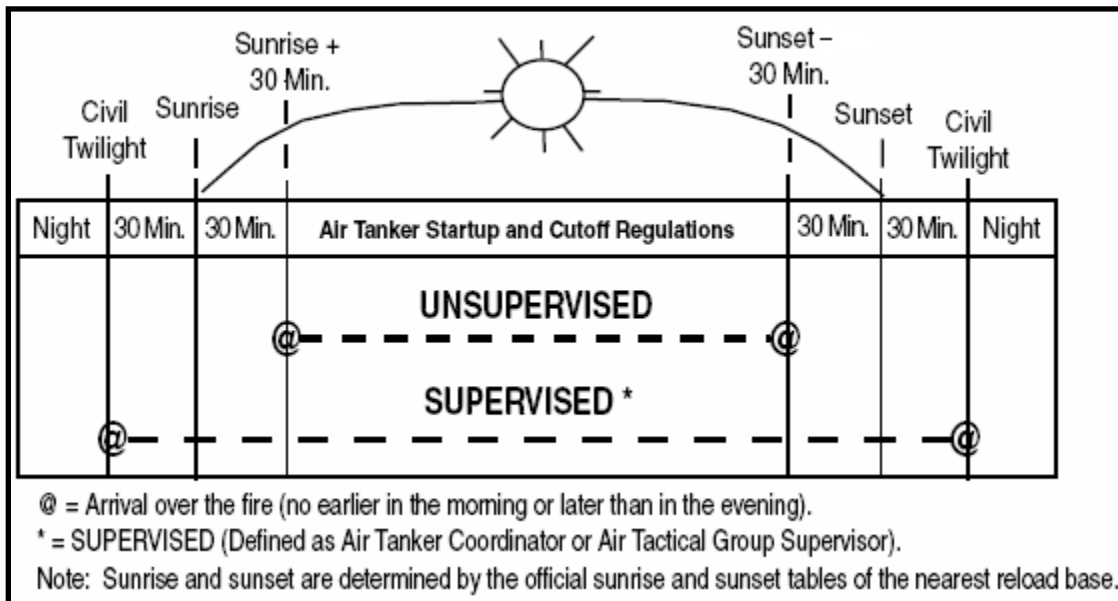 Sunrise +
30 Min.
Sunset –
30 Min.
Civil
Twilight
Sunrise
Sunset
Civil
Twilight
Night 30 Min. 30 Min. Air Tanker Startup and Cutoff Regulations 30 Min. 30 Min. Night
UNSUPERVISED
@ @
SUPERVISED *
@ @
@ = Arrival over the fire (no earlier in the morning or later than in the evening).
* = SUPERVISED (Defined as Air Tanker Coordinator or Air Tactical Group Supervisor).
Note: Sunrise and sunset are determined by the official sunrise and sunset tables of the nearest reload base.